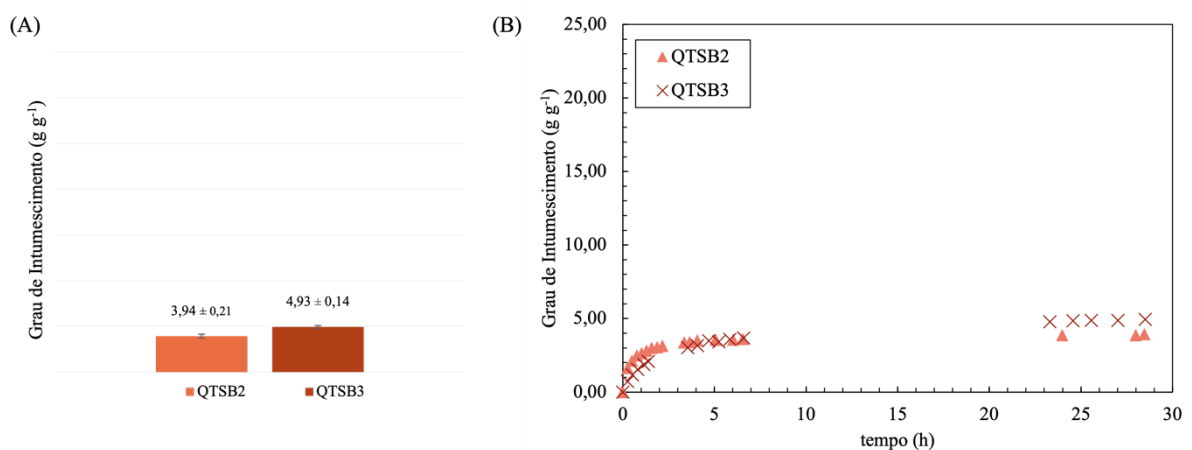 (A)
Grau de Intumescimento (g g⁻¹)
3,94 ± 0,21
4,93 ± 0,14
QTSB2
QTSB3
(B)
Grau de Intumescimento (g g⁻¹)
25,00
20,00
15,00
10,00
5,00
0,00
QTSB2
QTSB3
0 5 10 15 20 25 30
tempo (h)